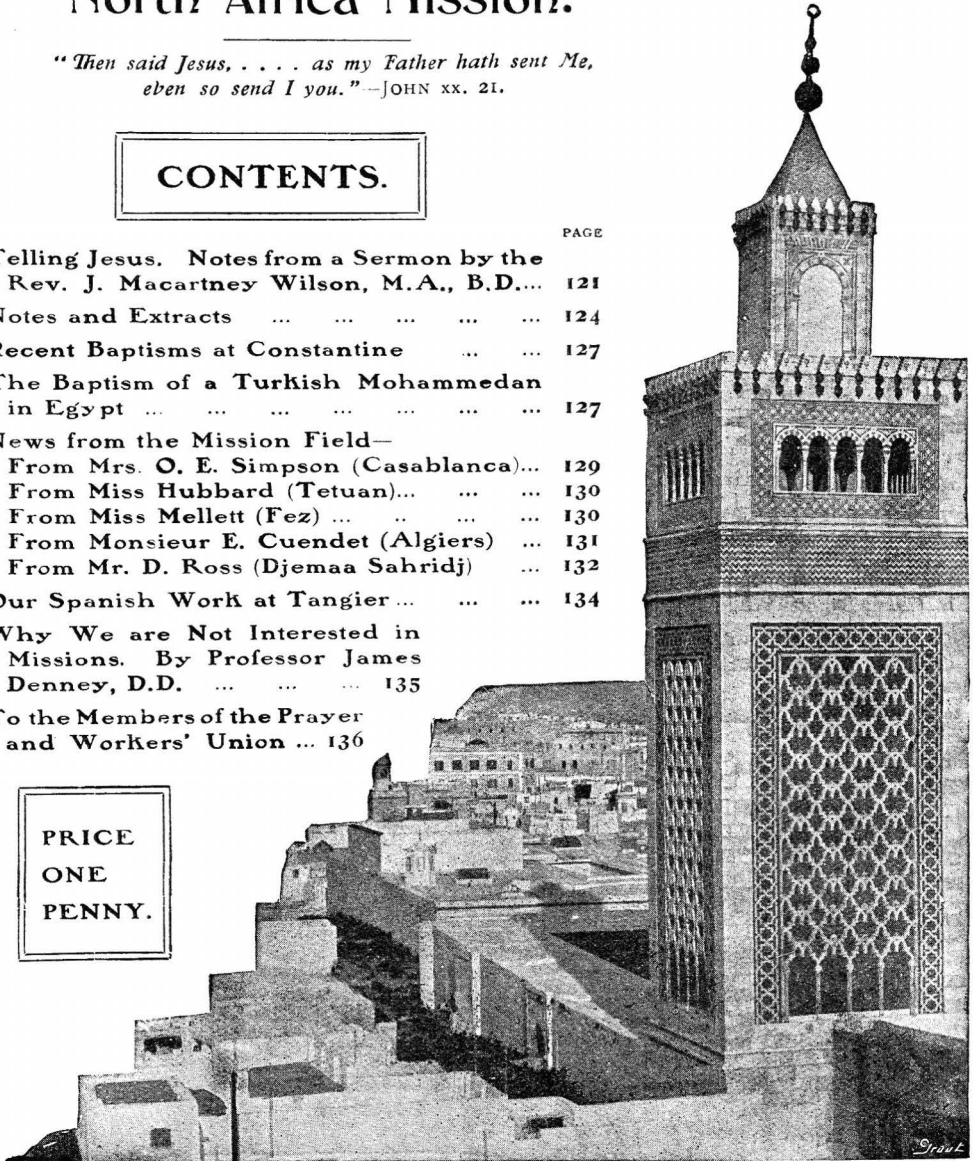 North Africa Mission.
"Then said Jesus, . . . . as my Father hath sent Me,
even so send I you."—JOHN xx. 21.
CONTENTS.
PAGE
Telling Jesus. Notes from a Sermon by the
Rev. J. Macartney Wilson, M.A., B.D.... 121
Notes and Extracts ... ... ... ... ... 124
Recent Baptisms at Constantine ... ... 127
The Baptism of a Turkish Mohammedan
in Egypt ... ... ... ... ... ... ... 127
News from the Mission Field—
From Mrs. O. E. Simpson (Casablanca)... 129
From Miss Hubbard (Tetuan)... ... ... 130
From Miss Mellett (Fez) ... .. ... ... 130
From Monsieur E. Cuendet (Algiers) ... 131
From Mr. D. Ross (Djemaa Sahridj) ... 132
Our Spanish Work at Tangier ... ... ... 134
Why We are Not Interested in
Missions. By Professor James
Denney, D.D. ... ... ... 135
To the Members of the Prayer
and Workers' Union ... 136
PRICE
ONE
PENNY.